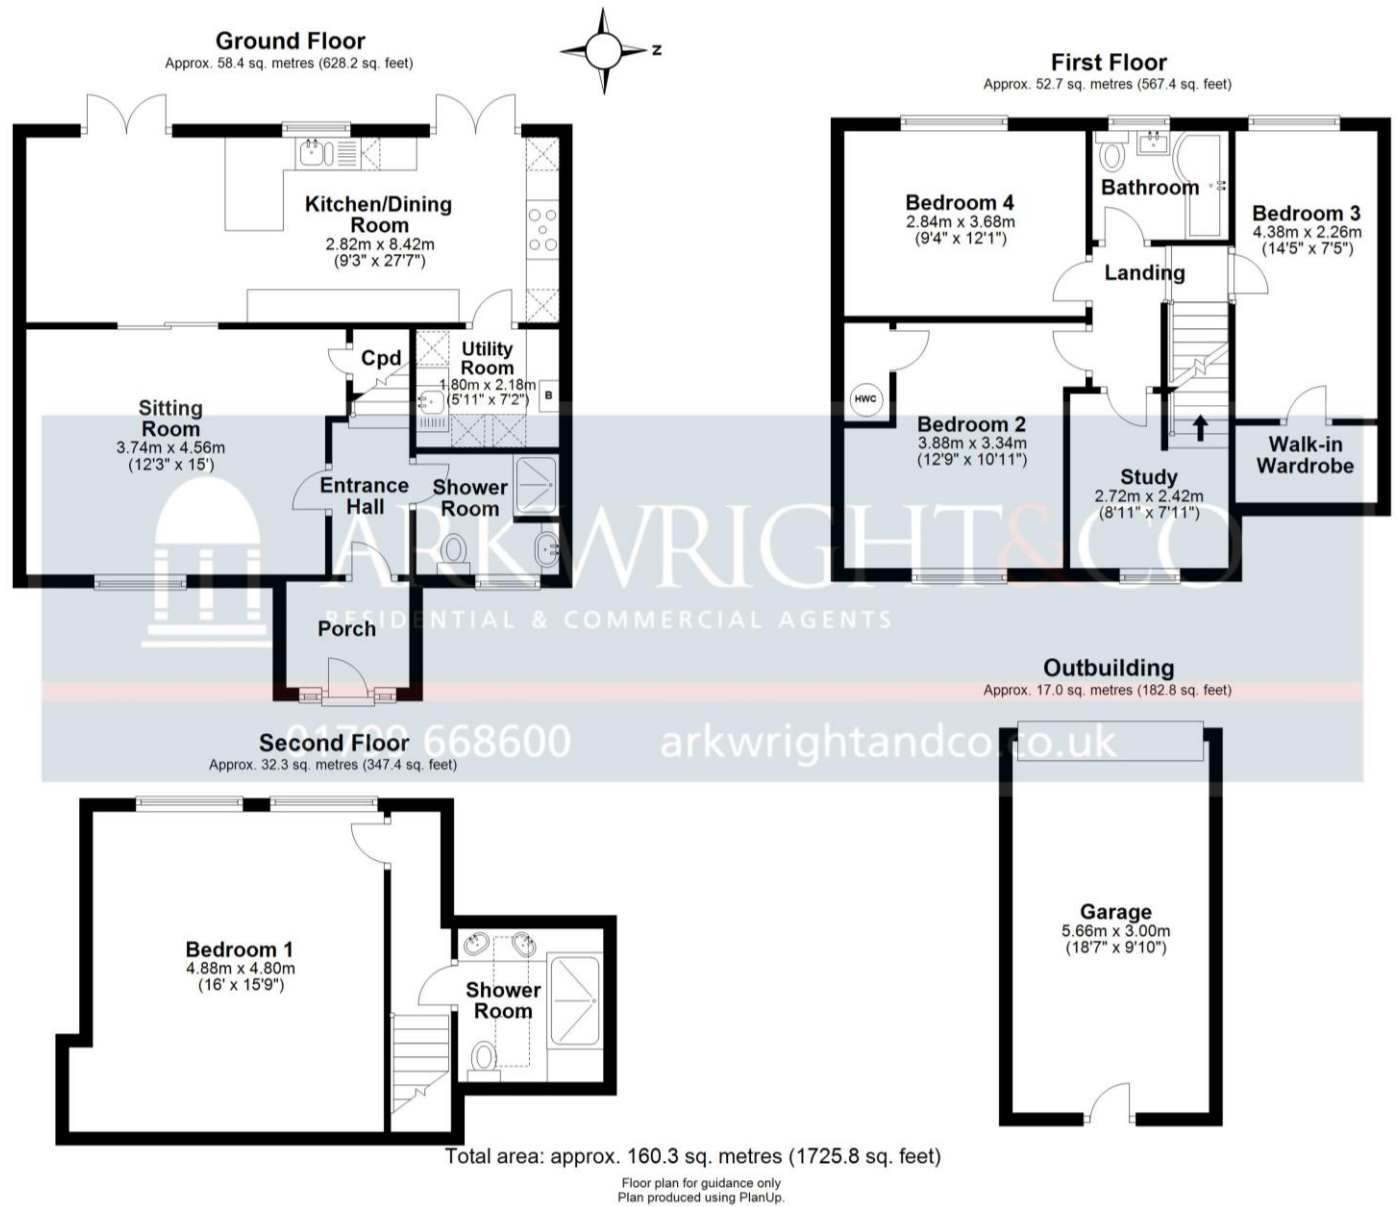 Ground Floor
Approx. 58.4 sq. metres (628.2 sq. feet)
Z
First Floor
Approx. 52.7 sq. metres (567.4 sq. feet)
Kitchen/Dining
Room
2.82m x 8.42m
(9'3" x 27'7")
Cpd
Utility
Room
1.80m x 2.18m
(5'11" x 7'2")
B
Sitting
Room
3.74m x 4.56m
(12'3" x 15')
Entrance
Hall
Shower
Room
Porch
Bedroom 4
2.84m x 3.68m
(9'4" x 12'1")
Bathroom
Bedroom 3
4.38m x 2.26m
(14'5" x 7'5")
Landing
HWC
Bedroom 2
3.88m x 3.34m
(12'9" x 10'11")
Study
2.72m x 2.42m
(8'11" x 7'11")
Walk-in
Wardrobe
ARKWRIGHT&CO
RESIDENTIAL & COMMERCIAL AGENTS
668600
arkwrightandco.co.uk
Outbuilding
Approx. 17.0 sq. metres (182.8 sq. feet)
Second Floor
Approx. 32.3 sq. metres (347.4 sq. feet)
Bedroom 1
4.88m x 4.80m
(16' x 15'9")
Shower
Room
Garage
5.66m x 3.00m
(18'7" x 9'10")
Total area: approx. 160.3 sq. metres (1725.8 sq. feet)
Floor plan for guidance only
Plan produced using PlanUp.